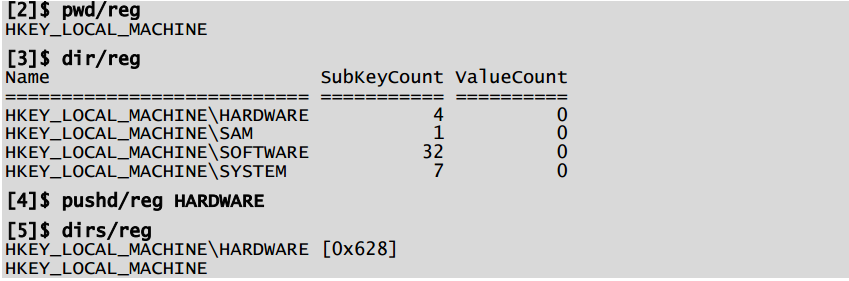 [2]$ pwd/reg
HKEY_LOCAL_MACHINE
[3]$ dir/reg
Name                         SubKeyCount ValueCount
=========================== =========== ==========
HKEY_LOCAL_MACHINE\HARDWARE           4          0
HKEY_LOCAL_MACHINE\SAM                1          0
HKEY_LOCAL_MACHINE\SOFTWARE          32          0
HKEY_LOCAL_MACHINE\SYSTEM             7          0
[4]$ pushd/reg HARDWARE
[5]$ dirs/reg
HKEY_LOCAL_MACHINE\HARDWARE [0x628]
HKEY_LOCAL_MACHINE